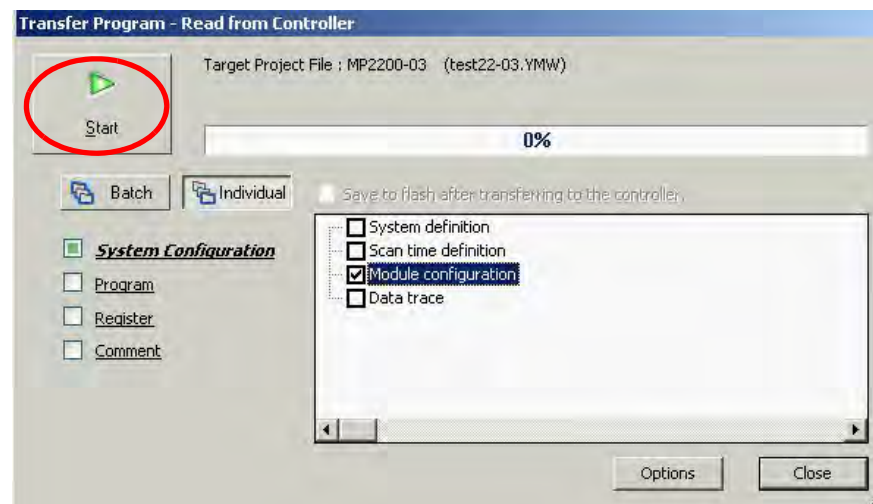 Transfer Program - Read from Controller
Target Project File : MP2200-03 (test22-03.YMW)
Start
0%
Batch
Individual
Save to flash after transferring to the controller.
System definition
System Configuration
Scan time definition
Program
Module configuration
Register
Data trace
Comment
Options
Close